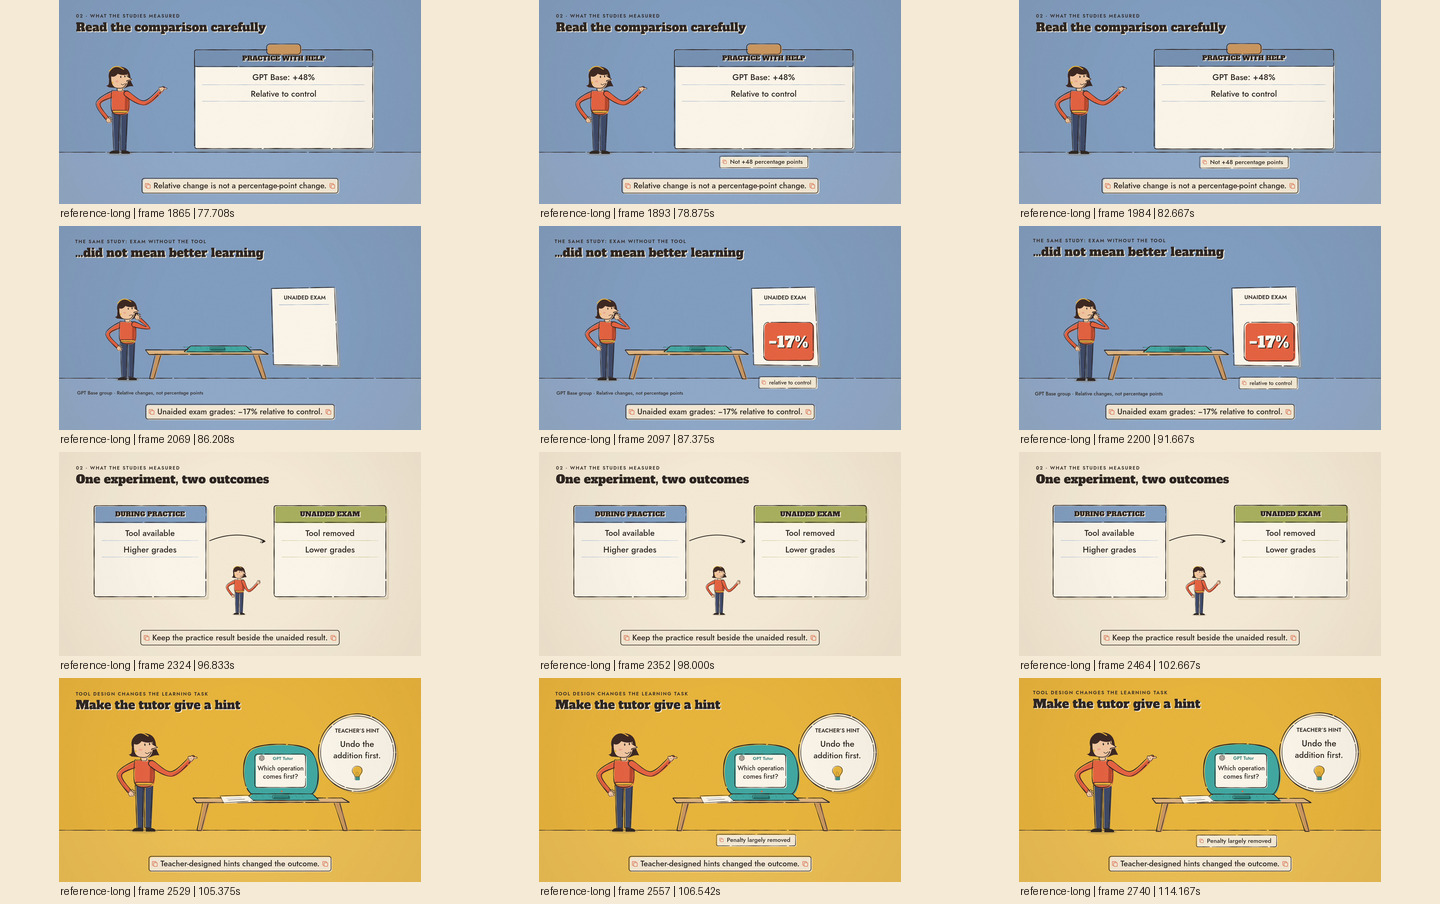 02 · WHAT THE STUDIES MEASURED
Read the comparison carefully
PRACTICE WITH HELP
GPT Base: +48%
Relative to control
Relative change is not a percentage-point change.
reference-long | frame 1865 | 77.708s
02 · WHAT THE STUDIES MEASURED
Read the comparison carefully
PRACTICE WITH HELP
GPT Base: +48%
Relative to control
Not +48 percentage points
Relative change is not a percentage-point change.
reference-long | frame 1893 | 78.875s
02 · WHAT THE STUDIES MEASURED
Read the comparison carefully
PRACTICE WITH HELP
GPT Base: +48%
Relative to control
Not +48 percentage points
Relative change is not a percentage-point change.
reference-long | frame 1984 | 82.667s
THE SAME STUDY: EXAM WITHOUT THE TOOL
...did not mean better learning
UNAIDED EXAM
GPT Base group · Relative changes, not percentage points
Unaided exam grades: −17% relative to control.
reference-long | frame 2069 | 86.208s
THE SAME STUDY: EXAM WITHOUT THE TOOL
...did not mean better learning
UNAIDED EXAM
−17%
relative to control
GPT Base group · Relative changes, not percentage points
Unaided exam grades: −17% relative to control.
reference-long | frame 2097 | 87.375s
THE SAME STUDY: EXAM WITHOUT THE TOOL
...did not mean better learning
UNAIDED EXAM
−17%
relative to control
GPT Base group · Relative changes, not percentage points
Unaided exam grades: −17% relative to control.
reference-long | frame 2200 | 91.667s
02 · WHAT THE STUDIES MEASURED
One experiment, two outcomes
DURING PRACTICE
Tool available
Higher grades
UNAIDED EXAM
Tool removed
Lower grades
Keep the practice result beside the unaided result.
reference-long | frame 2324 | 96.833s
02 · WHAT THE STUDIES MEASURED
One experiment, two outcomes
DURING PRACTICE
Tool available
Higher grades
UNAIDED EXAM
Tool removed
Lower grades
Keep the practice result beside the unaided result.
reference-long | frame 2352 | 98.000s
02 · WHAT THE STUDIES MEASURED
One experiment, two outcomes
DURING PRACTICE
Tool available
Higher grades
UNAIDED EXAM
Tool removed
Lower grades
Keep the practice result beside the unaided result.
reference-long | frame 2464 | 102.667s
TOOL DESIGN CHANGES THE LEARNING TASK
Make the tutor give a hint
TEACHER'S HINT
Undo the
addition first.
GPT Tutor
Which operation
comes first?
Teacher-designed hints changed the outcome.
reference-long | frame 2529 | 105.375s
TOOL DESIGN CHANGES THE LEARNING TASK
Make the tutor give a hint
TEACHER'S HINT
Undo the
addition first.
GPT Tutor
Which operation
comes first?
Penalty largely removed
Teacher-designed hints changed the outcome.
reference-long | frame 2557 | 106.542s
TOOL DESIGN CHANGES THE LEARNING TASK
Make the tutor give a hint
TEACHER'S HINT
Undo the
addition first.
GPT Tutor
Which operation
comes first?
Penalty largely removed
Teacher-designed hints changed the outcome.
reference-long | frame 2740 | 114.167s